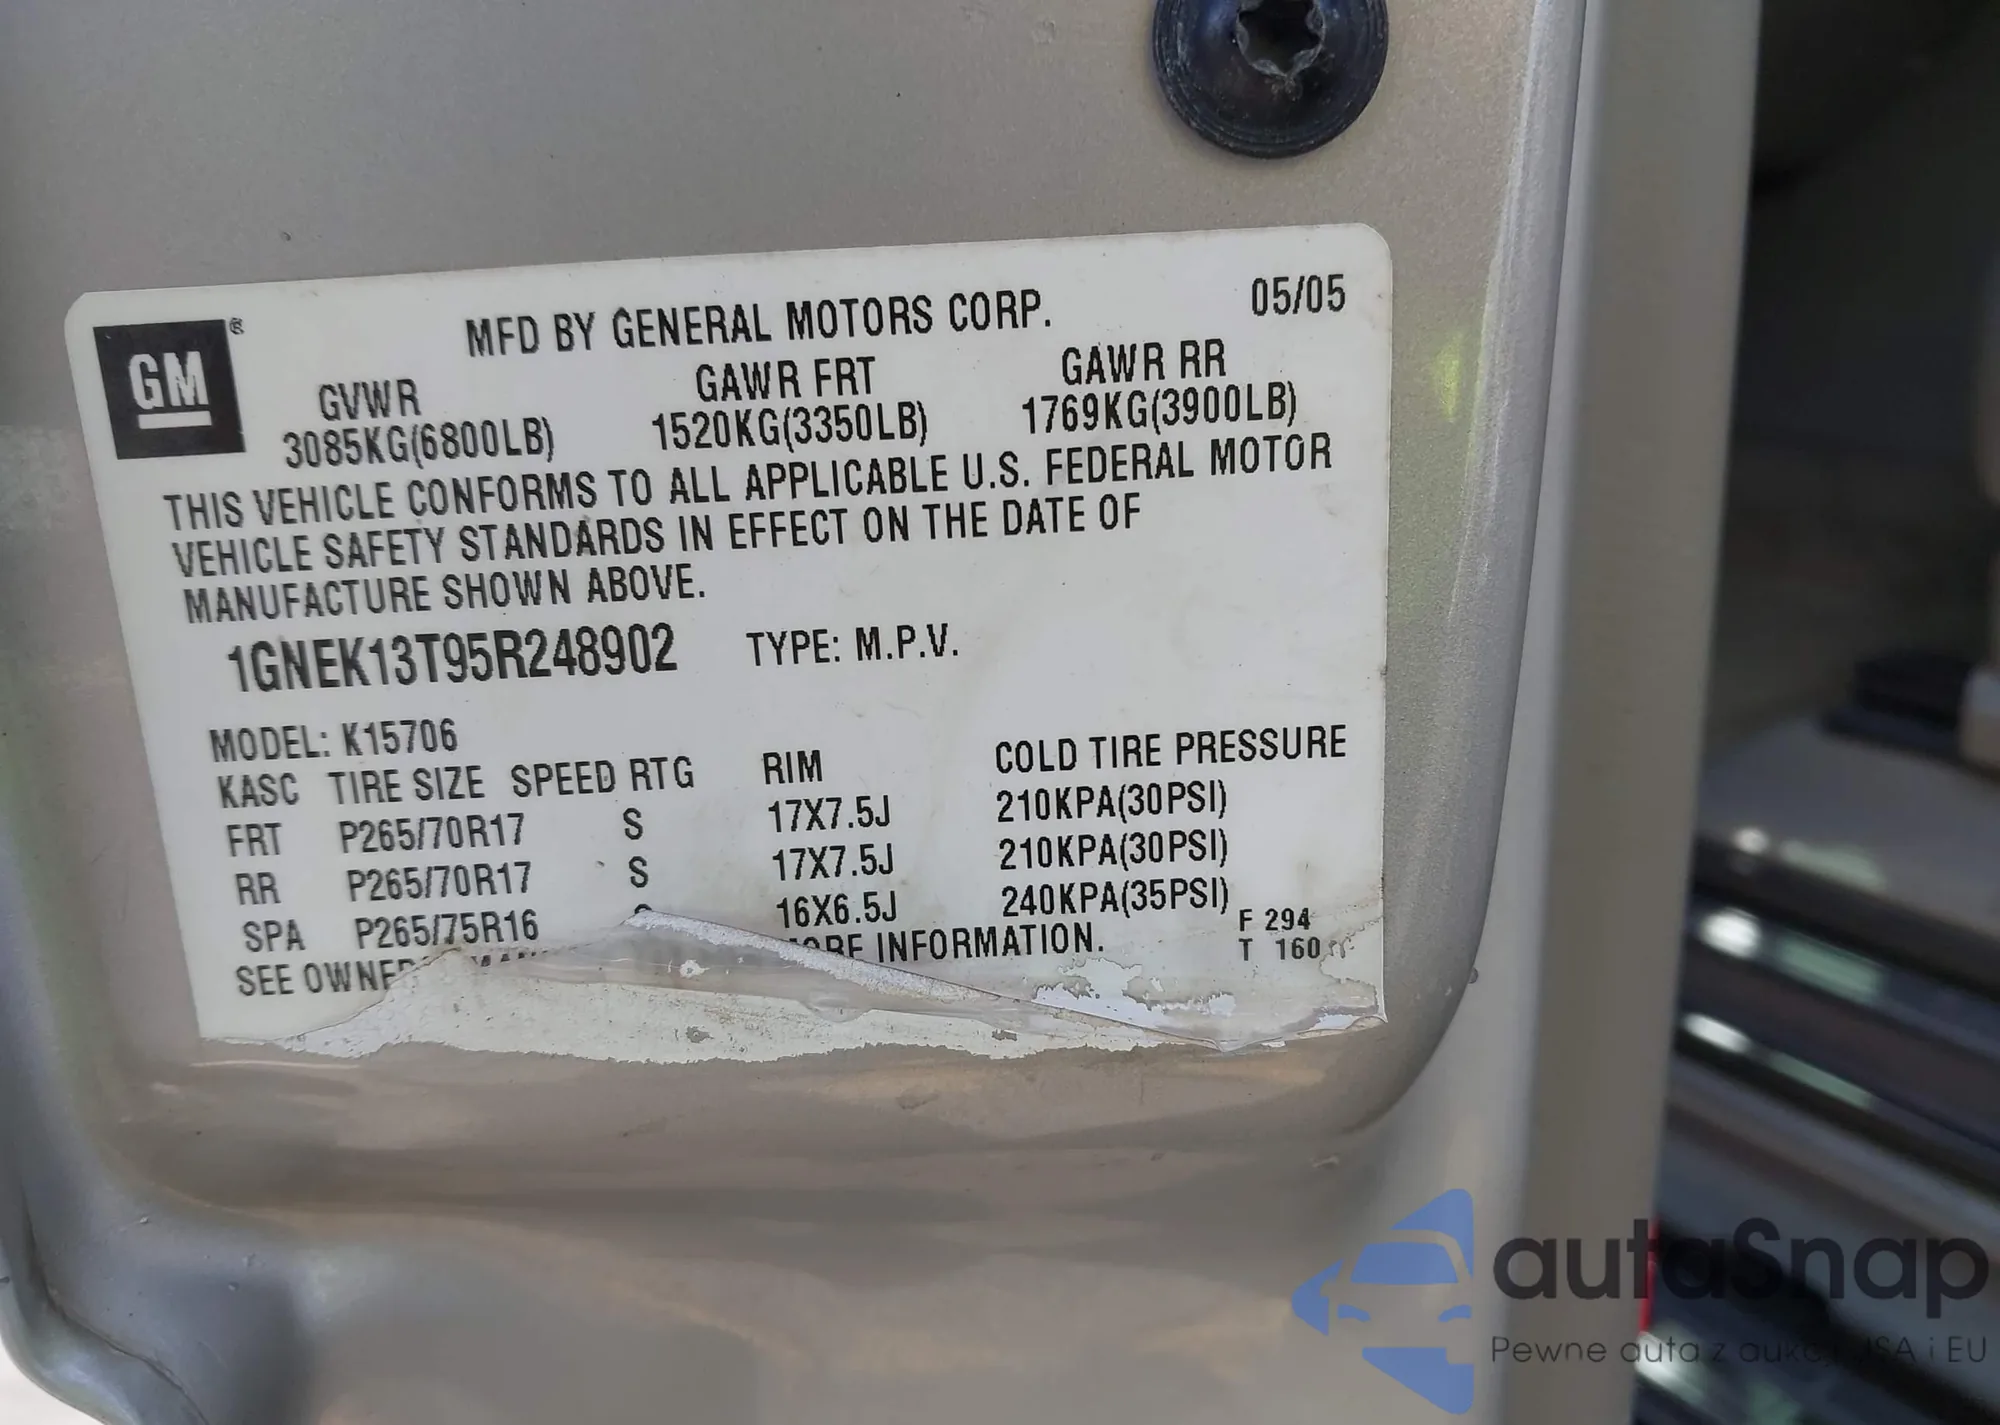 GM ®
MFD BY GENERAL MOTORS CORP. 05/05
GVWR GAWR FRT GAWR RR
3085KG(6800LB) 1520KG(3350LB) 1769KG(3900LB)
THIS VEHICLE CONFORMS TO ALL APPLICABLE U.S. FEDERAL MOTOR
VEHICLE SAFETY STANDARDS IN EFFECT ON THE DATE OF
MANUFACTURE SHOWN ABOVE.
1GNEK13T95R248902 TYPE: M.P.V.
MODEL: K15706
KASC TIRE SIZE SPEED RTG RIM COLD TIRE PRESSURE
FRT P265/70R17 S 17X7.5J 210KPA(30PSI)
RR P265/70R17 S 17X7.5J 210KPA(30PSI)
SPA P265/75R16 16X6.5J 240KPA(35PSI)
SEE INFORMATION.
F 294
T 160
autaSnap
Pewne auta z i EU